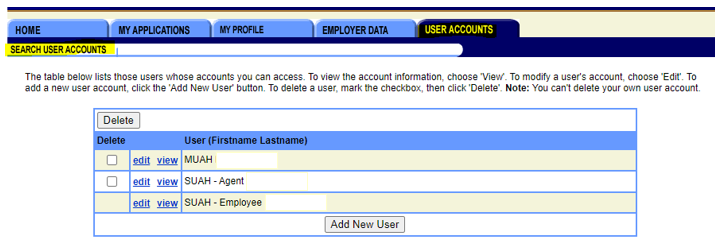 HOME MY APPLICATIONS MY PROFILE EMPLOYER DATA USER ACCOUNTS
SEARCH USER ACCOUNTS
The table below lists those users whose accounts you can access. To view the account information, choose 'View'. To modify a user's account, choose 'Edit'. To
add a new user account, click the 'Add New User' button. To delete a user, mark the checkbox, then click 'Delete'. Note: You can't delete your own user account.
Delete
Delete User (Firstname Lastname)
edit view MUAH
edit view SUAH - Agent
edit view SUAH - Employee
Add New User